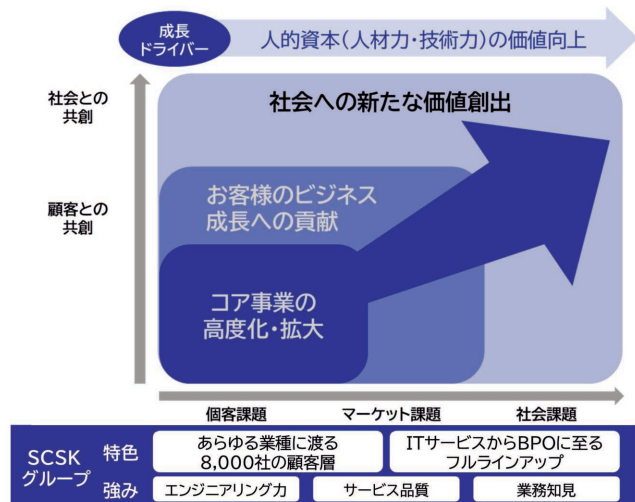 成長
ドライバー
人的資本(人材力・技術力)の価値向上
社会との
共創
社会への新たな価値創出
顧客との
共創
お客様のビジネス
成長への貢献
コア事業の
高度化・拡大
個客課題
マーケット課題
社会課題
SCSK
グループ
特色
あらゆる業種に渡る
8,000社の顧客層
ITサービスからBPOに至る
フルラインアップ
強み
エンジニアリング力
サービス品質
業務知見